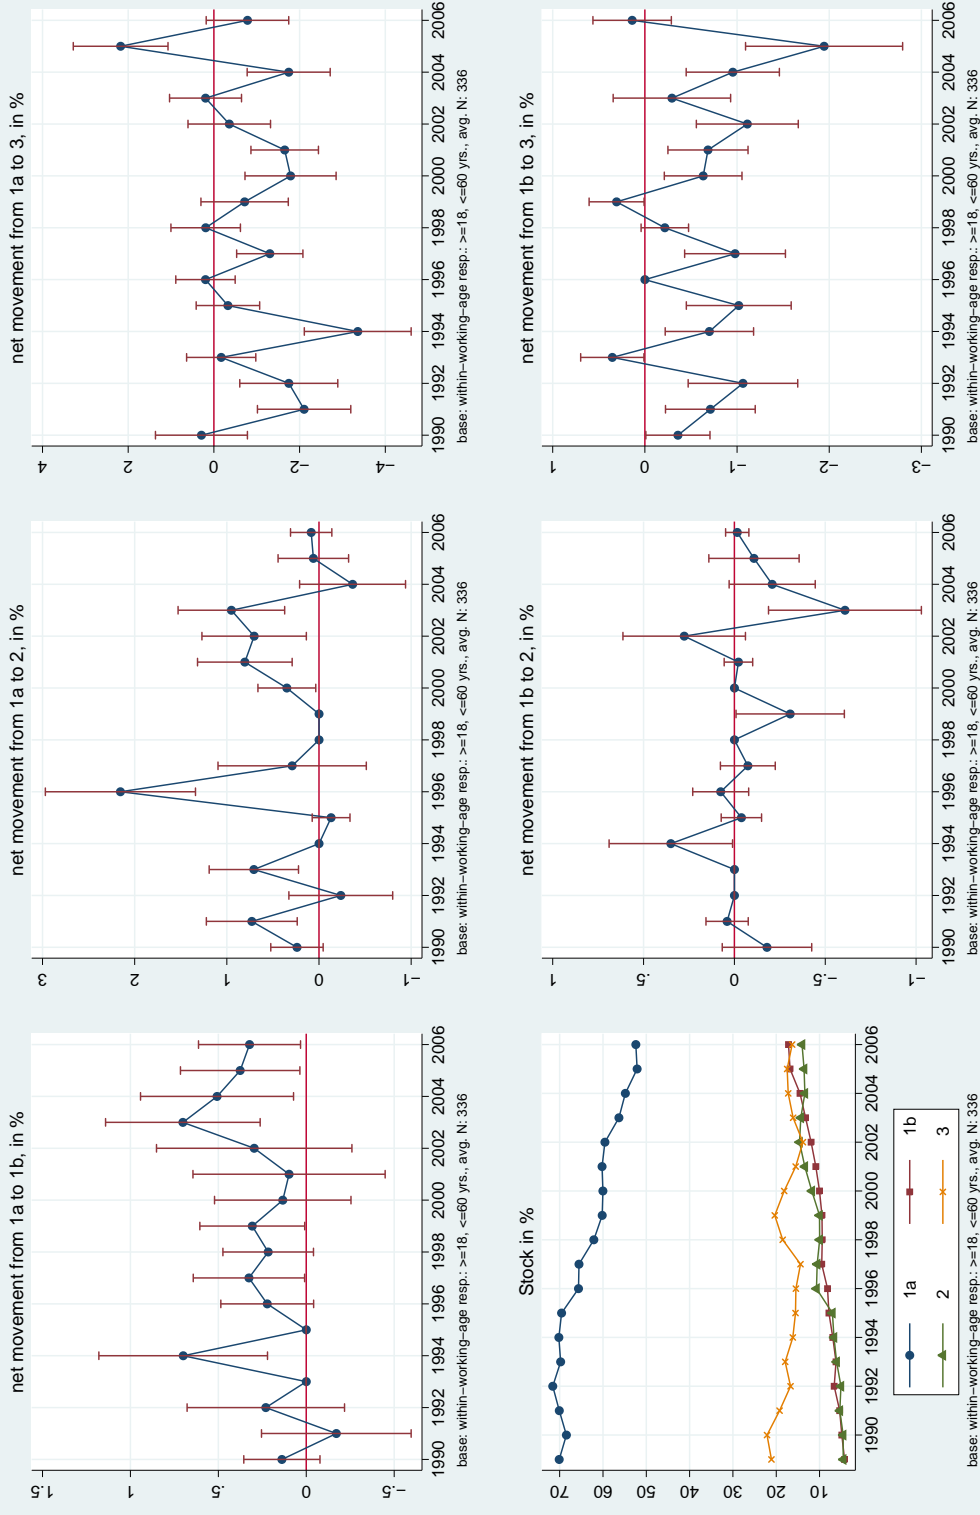 net movement from 1a to 1b, in %
1.5
1
.5
0
−.5
1990 1992 1994 1996 1998 2000 2002 2004 2006
base: within−working−age resp.: >=18, <=60 yrs., avg. N: 336
net movement from 1a to 2, in %
3
2
1
0
−1
1990 1992 1994 1996 1998 2000 2002 2004 2006
base: within−working−age resp.: >=18, <=60 yrs., avg. N: 336
net movement from 1a to 3, in %
4
2
0
−2
−4
1990 1992 1994 1996 1998 2000 2002 2004 2006
base: within−working−age resp.: >=18, <=60 yrs., avg. N: 336
Stock in %
70
60
50
40
30
20
10
1990 1992 1994 1996 1998 2000 2002 2004 2006
1a 1b
2 3
base: within−working−age resp.: >=18, <=60 yrs., avg. N: 336
net movement from 1b to 2, in %
1
.5
0
−.5
−1
1990 1992 1994 1996 1998 2000 2002 2004 2006
base: within−working−age resp.: >=18, <=60 yrs., avg. N: 336
net movement from 1b to 3, in %
1
0
−1
−2
−3
1990 1992 1994 1996 1998 2000 2002 2004 2006
base: within−working−age resp.: >=18, <=60 yrs., avg. N: 336